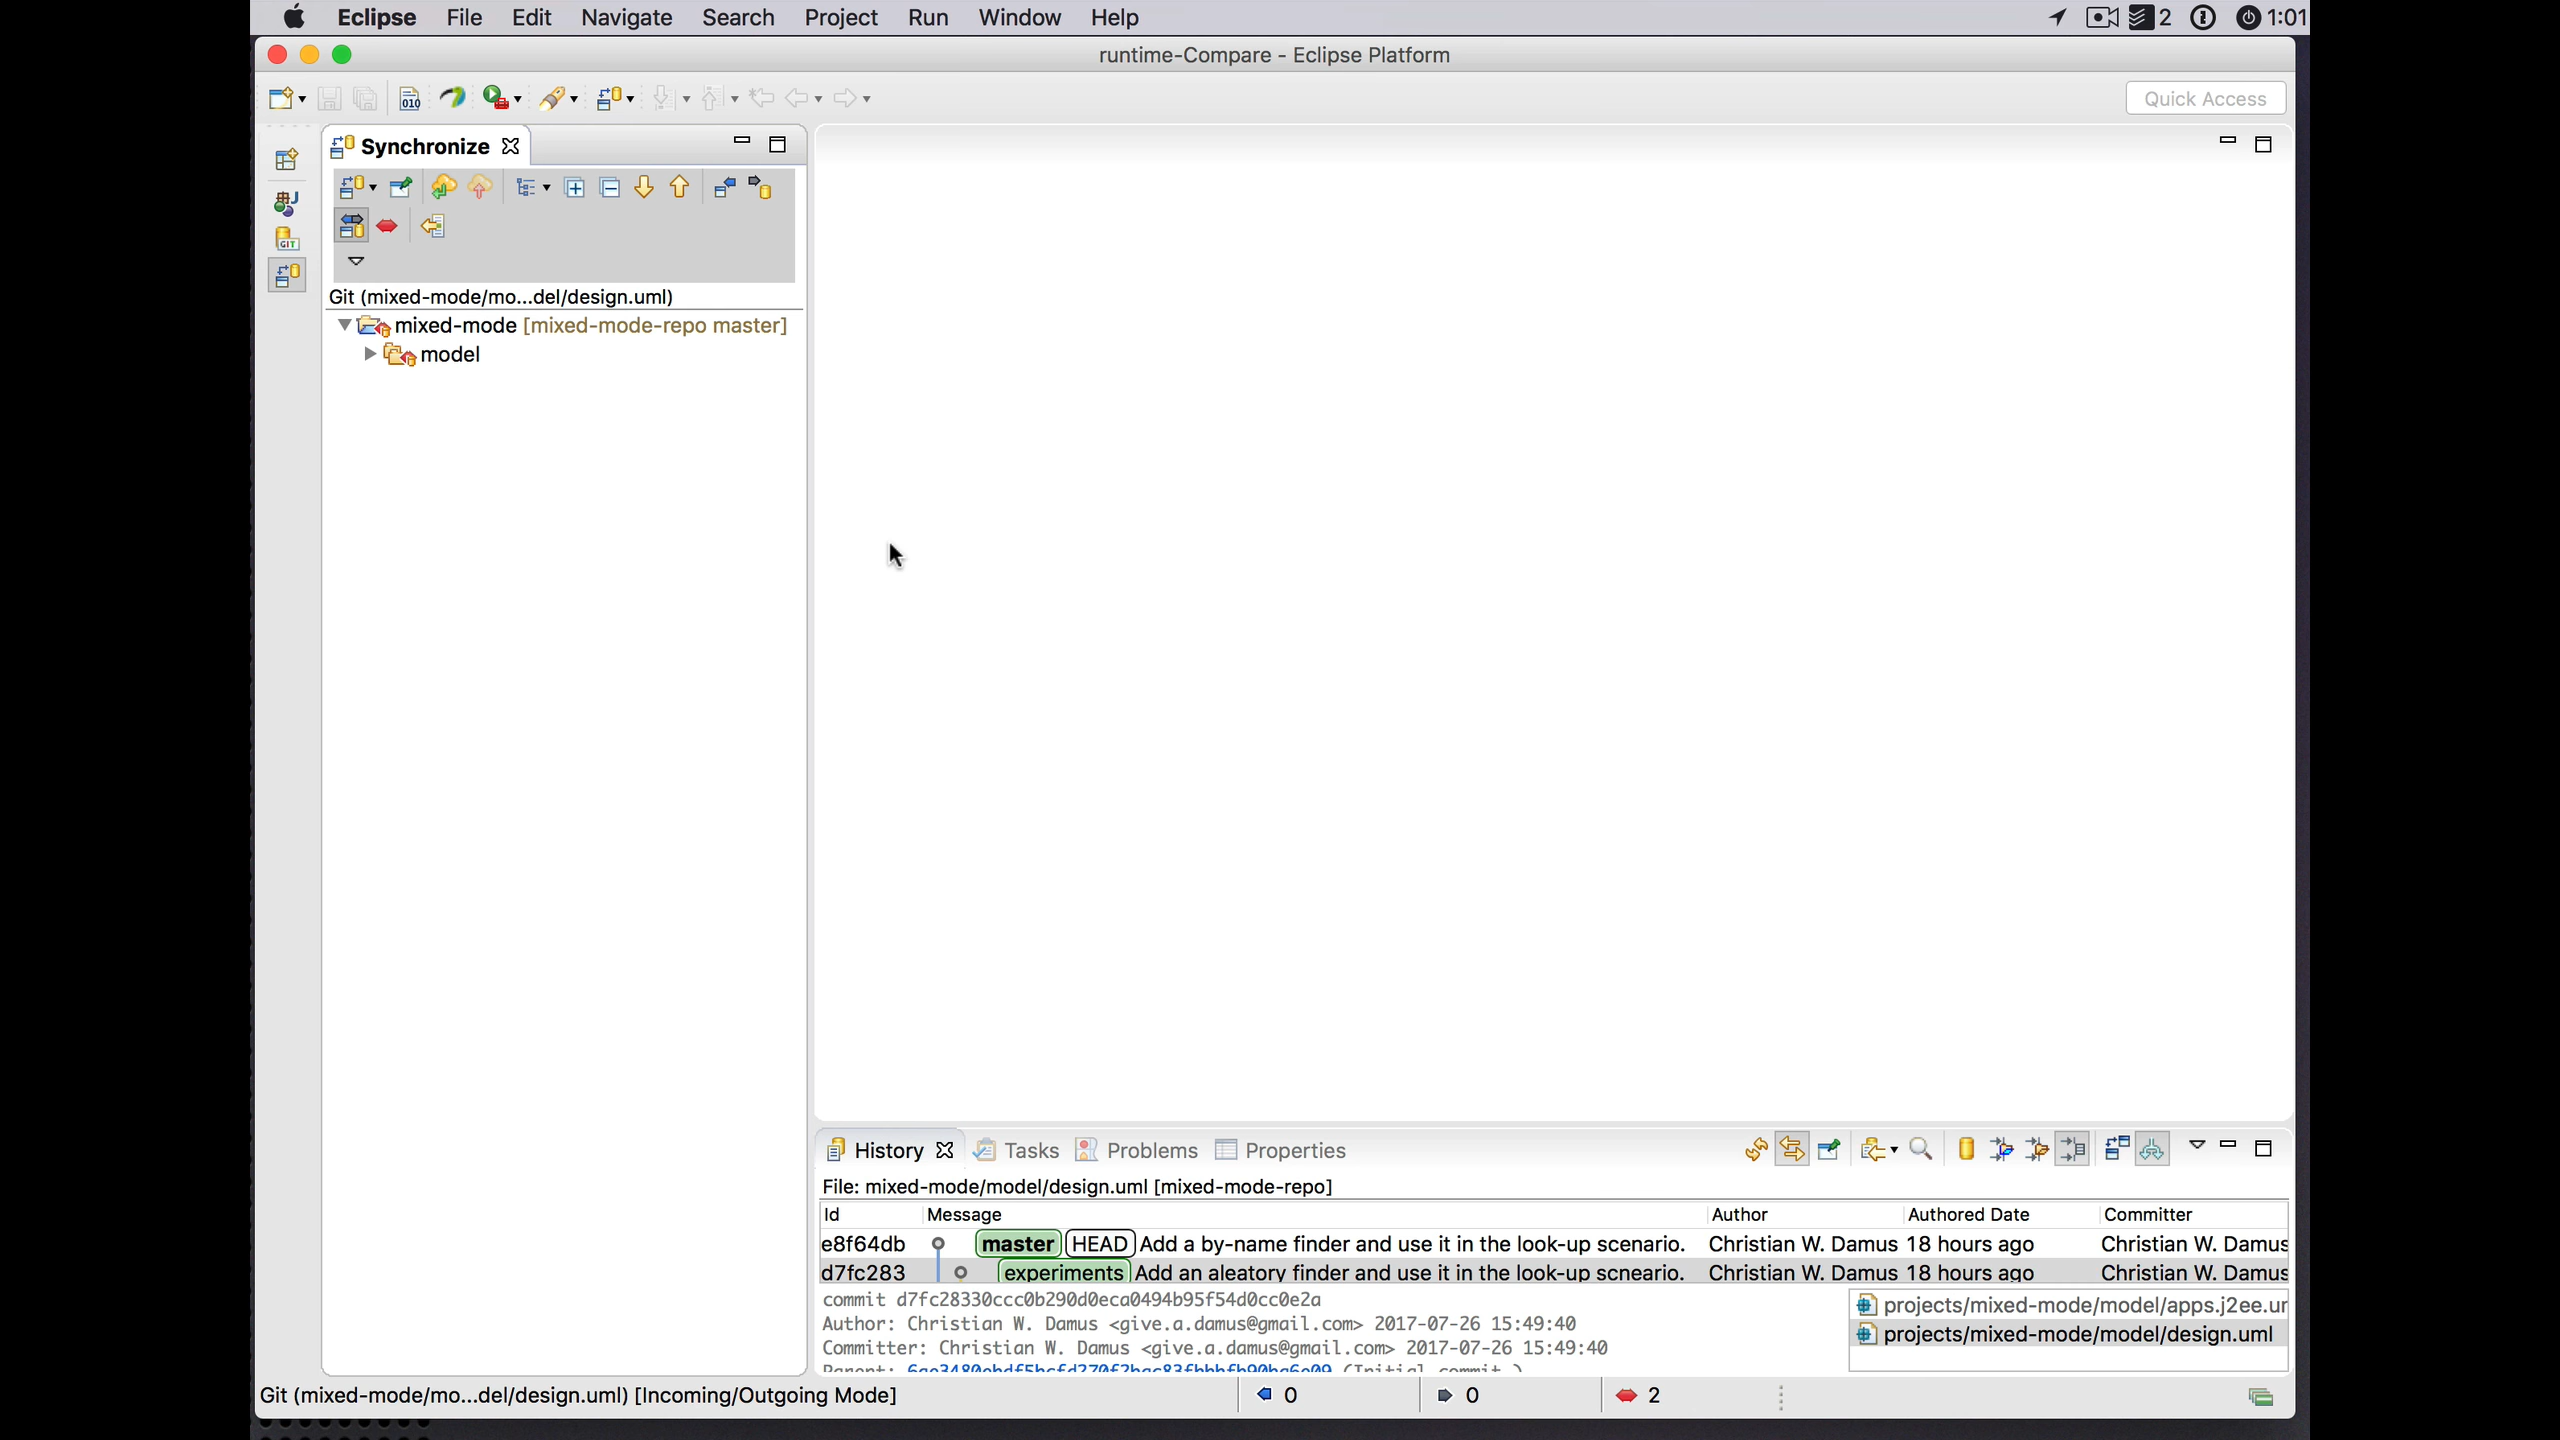 Eclipse File Edit Navigate Search Project Run Window Help 2 1:01
runtime-Compare - Eclipse Platform
010
Quick Access
Synchronize
GIT
Git (mixed-mode/mo...del/design.uml)
mixed-mode [mixed-mode-repo master]
model
History Tasks Problems Properties
File: mixed-mode/model/design.uml [mixed-mode-repo]
Id Message Author Authored Date Committer
e8f64db master HEAD Add a by-name finder and use it in the look-up scenario. Christian W. Damus 18 hours ago Christian W. Damus
d7fc283 experiments Add an aleatory finder and use it in the look-up scneario. Christian W. Damus 18 hours ago Christian W. Damus
commit d7fc28330ccc0b290d0eca0494b95f54d0cc0e2a
Author: Christian W. Damus <give.a.damus@gmail.com> 2017-07-26 15:49:40
Committer: Christian W. Damus <give.a.damus@gmail.com> 2017-07-26 15:49:40
Parent: (Initial commit.)
projects/mixed-mode/model/apps.j2ee.ur
projects/mixed-mode/model/design.uml
Git (mixed-mode/mo...del/design.uml) [Incoming/Outgoing Mode] 0 0 2